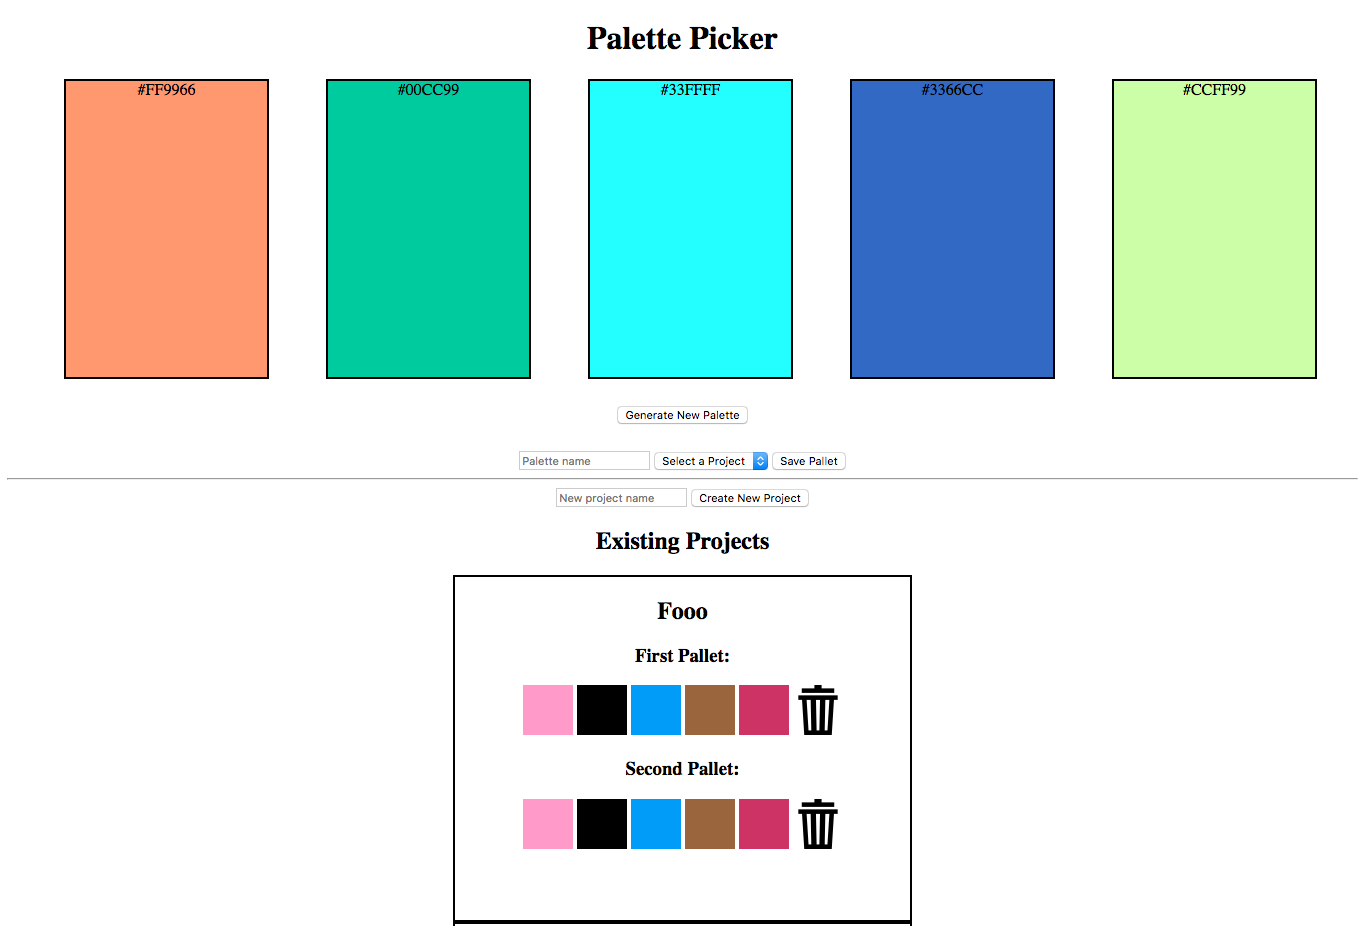 Palette Picker
#FF9966 #00CC99 #33FFFF #3366CC #CCFF99
Generate New Palette
Palette name Select a Project Save Pallet
New project name Create New Project
Existing Projects
Fooo
First Pallet:
Second Pallet: